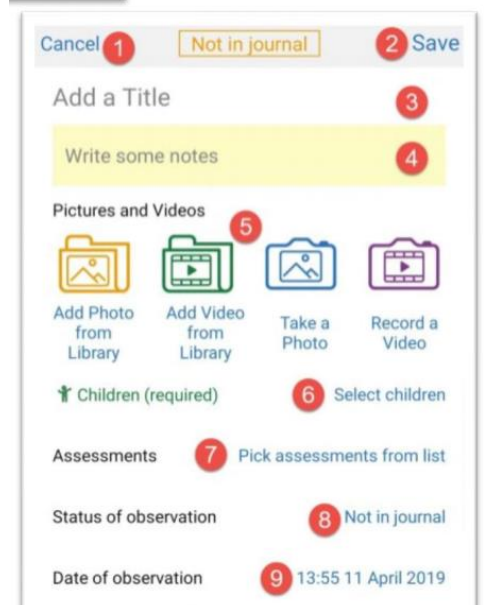 Cancel 1 Not in journal 2 Save
Add a Title 3
Write some notes 4
Pictures and Videos
5
Add Photo from Library
Add Video from Library
Take a Photo
Record a Video
Children (required) 6 Select children
Assessments 7 Pick assessments from list
Status of observation 8 Not in journal
Date of observation 9 13:55 11 April 2019